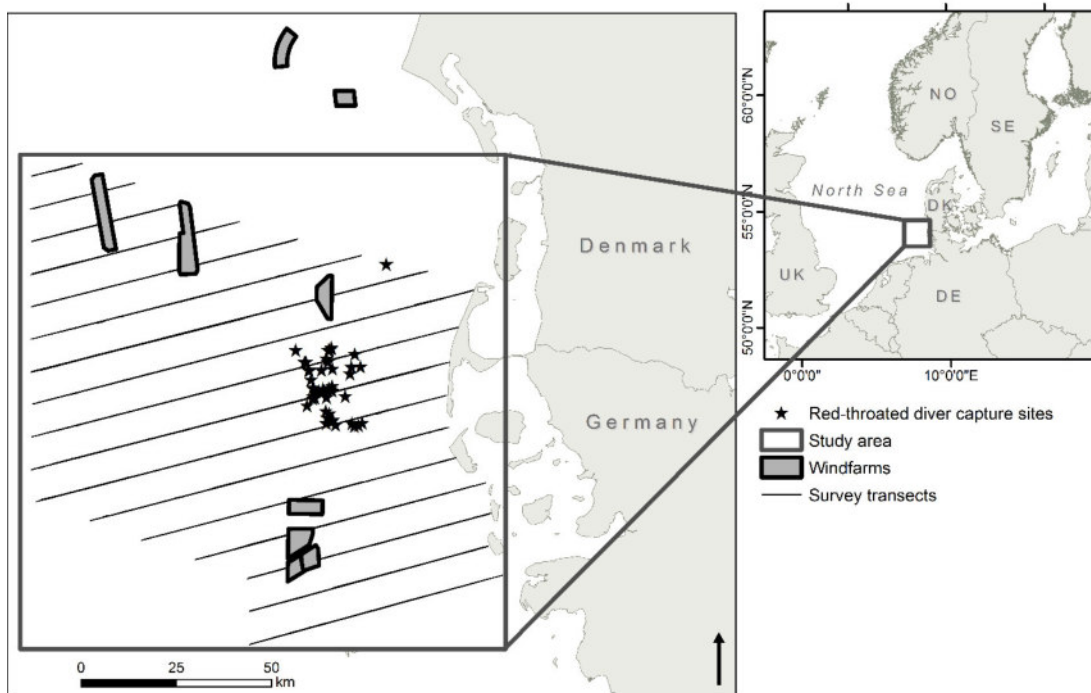 Denmark
Germany
0 25 50
km
NO
SE
North Sea
DK
UK
DE
60°0'0"N
55°0'0"N
50°0'0"N
0°0'0"
10°0'0"E
Red-throated diver capture sites
Study area
Windfarms
Survey transects